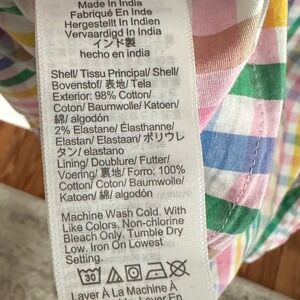 Made In India
Fabriqué En Inde
Hergestellt In Indien
Vervaardigd In India
インド製
hecho en india
Shell/ Tissu Principal/ Shell/
Bovenstof/ 表地/ Tela
Exterior: 98% Cotton/
Coton/ Baumwolle/ Katoen/
綿/ algodón
2% Elastane/ Élasthanne/
Elastan/ Elastaan/ ポリウレ
タン/ elastano
Lining/ Doublure/ Futter/
Voering/ 裏地/ Forro: 100%
Cotton/ Coton/ Baumwolle/
Katoen/ 綿/ algodón
Machine Wash Cold. With
Like Colors. Non-chlorine
Bleach Only. Tumble Dry
Low. Iron On Lowest
Setting.
30
Laver À La Machine À